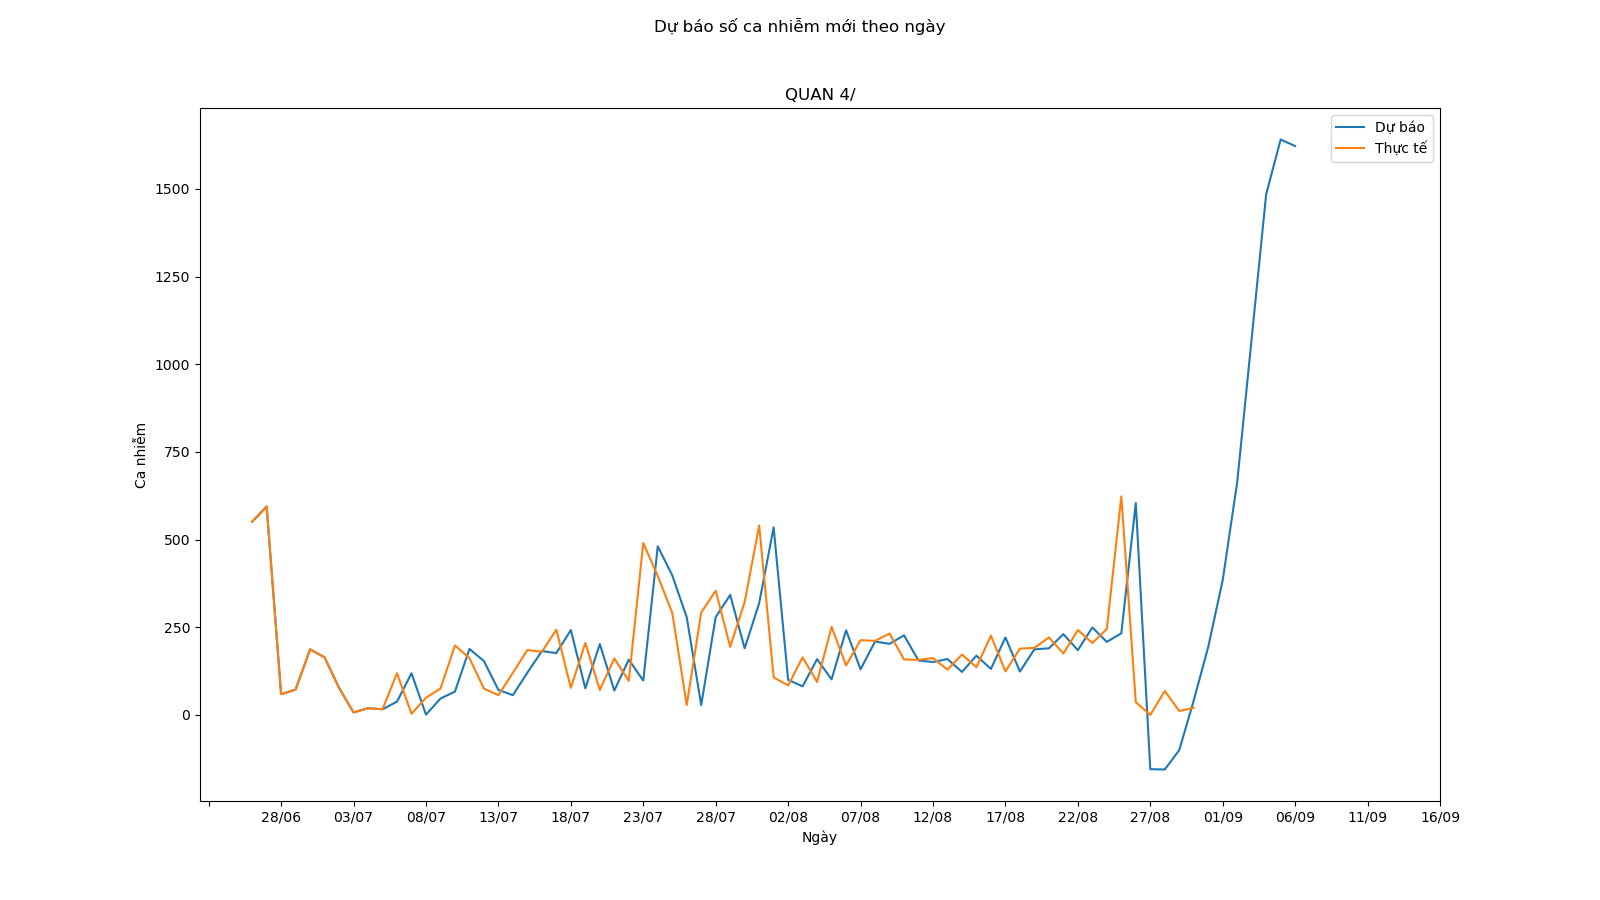 Dự báo số ca nhiễm mới theo ngày
QUAN 4/
Dự báo
Thực tế
1500
1250
1000
750
500
250
0
Ca nhiễm
28/06 03/07 08/07 13/07 18/07 23/07 28/07 02/08 07/08 12/08 17/08 22/08 27/08 01/09 06/09 11/09 16/09
Ngày